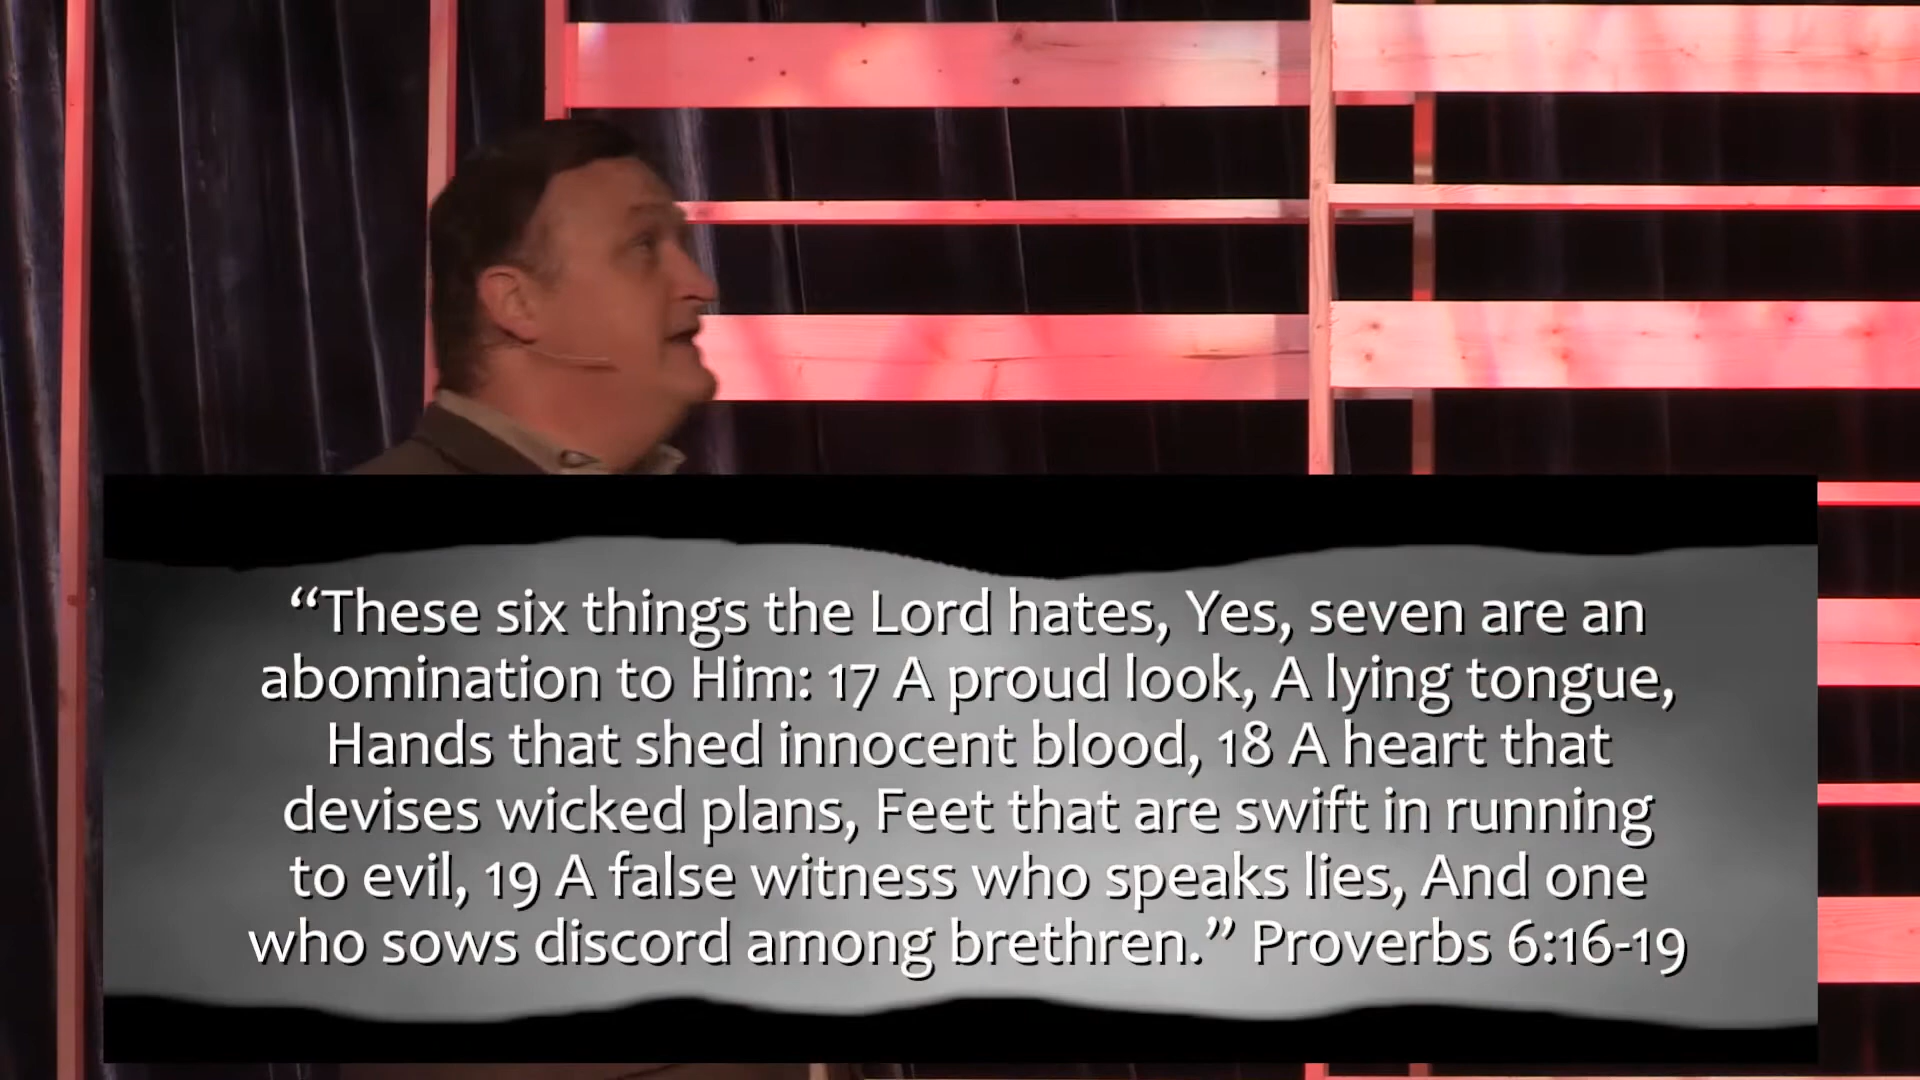 “These six things the Lord hates, Yes, seven are an
abomination to Him: 17 A proud look, A lying tongue,
Hands that shed innocent blood, 18 A heart that
devises wicked plans, Feet that are swift in running
to evil, 19 A false witness who speaks lies, And one
who sows discord among brethren.” Proverbs 6:16-19